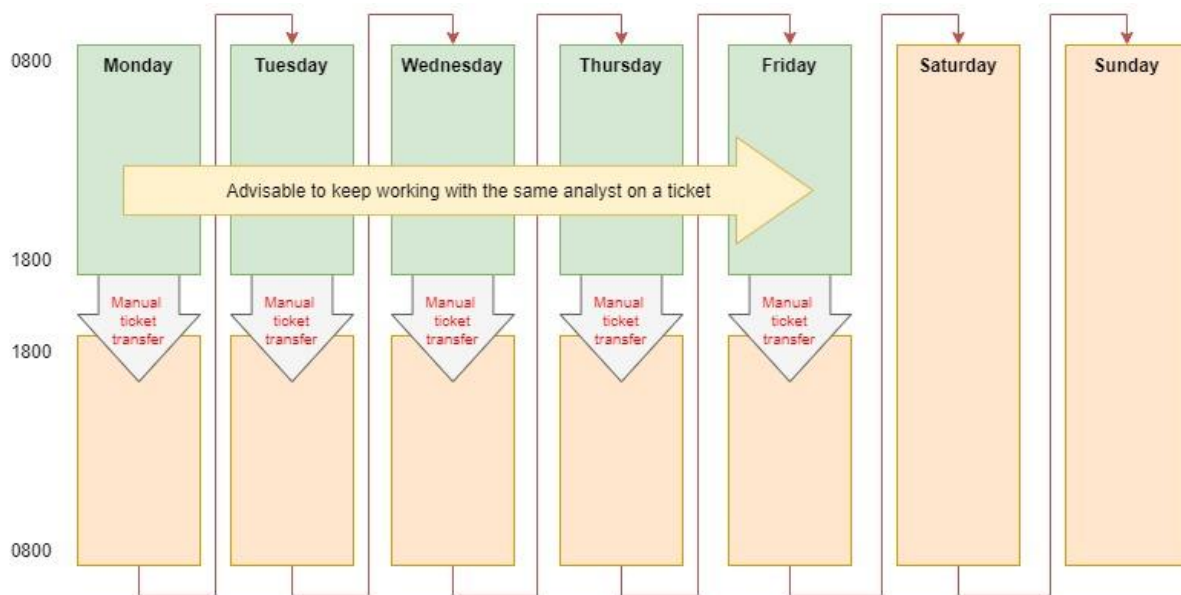 0800
Monday
Tuesday
Wednesday
Thursday
Friday
Saturday
Sunday
Advisable to keep working with the same analyst on a ticket
1800
Manual
ticket
transfer
Manual
ticket
transfer
Manual
ticket
transfer
Manual
ticket
transfer
Manual
ticket
transfer
1800
0800